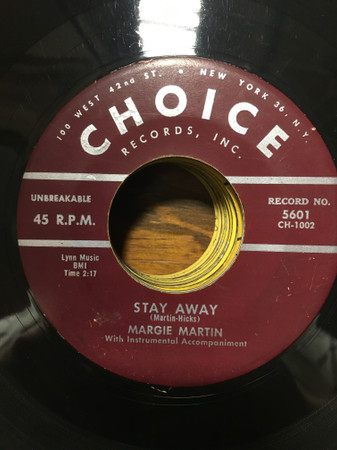 100 WEST 42nd ST. • NEW YORK 36, N.Y.
CHOICE
RECORDS, INC.
UNBREAKABLE
45 R.P.M.
RECORD NO.
5601
CH-1002
Lynn Music
BMI
Time 2:17
STAY AWAY
(Martin-Hicks)
MARGIE MARTIN
With Instrumental Accompaniment